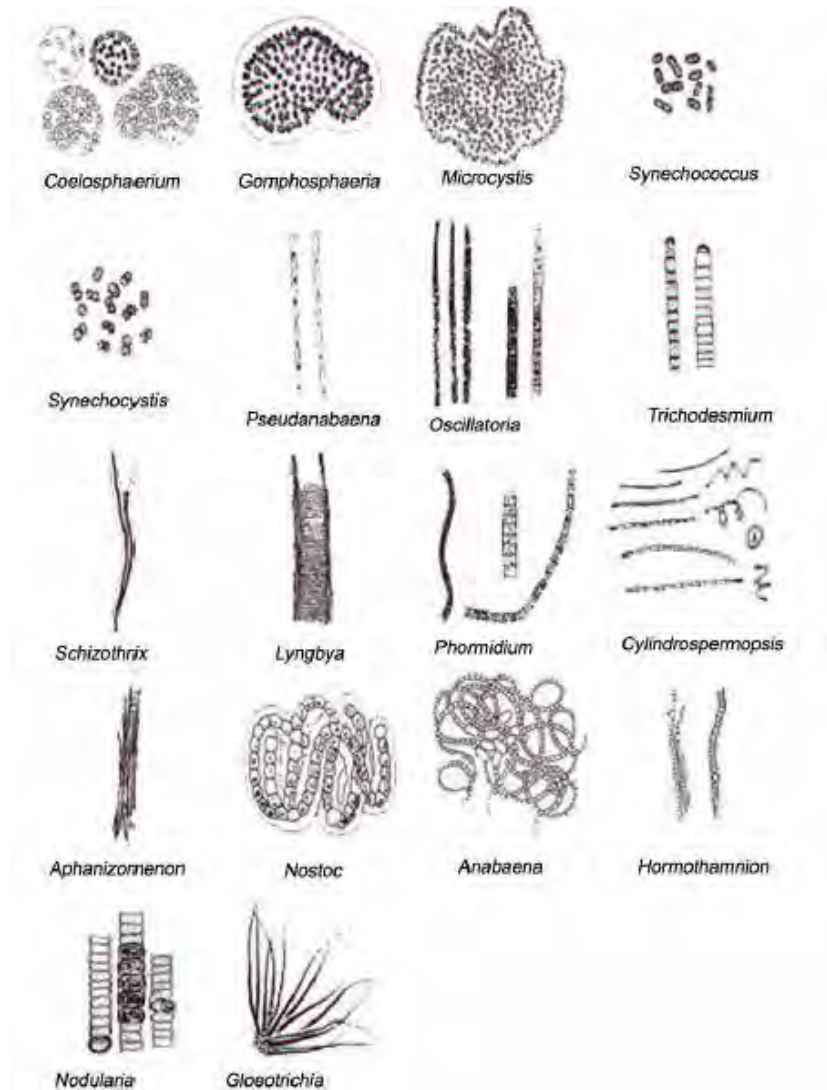 Coelosphaerium Gomphosphaeria Microcystis Synechococcus
Synechocystis Pseudanabaena Oscillatoria Trichodesmium
Schizothrix Lyngbya Phormidium Cylindrospermopsis
Aphanizomenon Nostoc Anabaena Hormothamnion
Nodularia Gloeotrichia